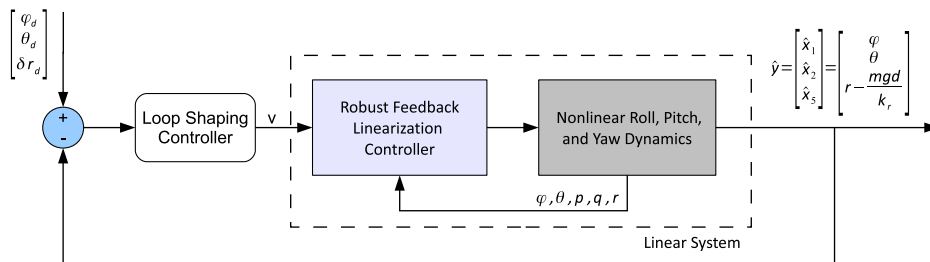 φ_d
θ_d
δr_d
+
-
Loop Shaping
Controller
v
Robust Feedback
Linearization
Controller
Nonlinear Roll, Pitch,
and Yaw Dynamics
φ, θ, p, q, r
Linear System
ŷ = [x̂_1 x̂_2 x̂_5] = [φ θ r - mgd/k_r]